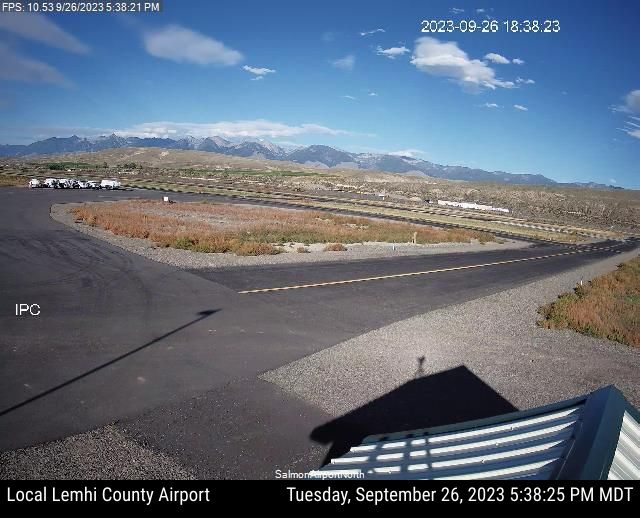 FPS: 10.53 9/26/2023 5:38:21 PM
2023-09-26 18:38:23
IPC
SalmonAirportNorth
Local Lemhi County Airport Tuesday, September 26, 2023 5:38:25 PM MDT